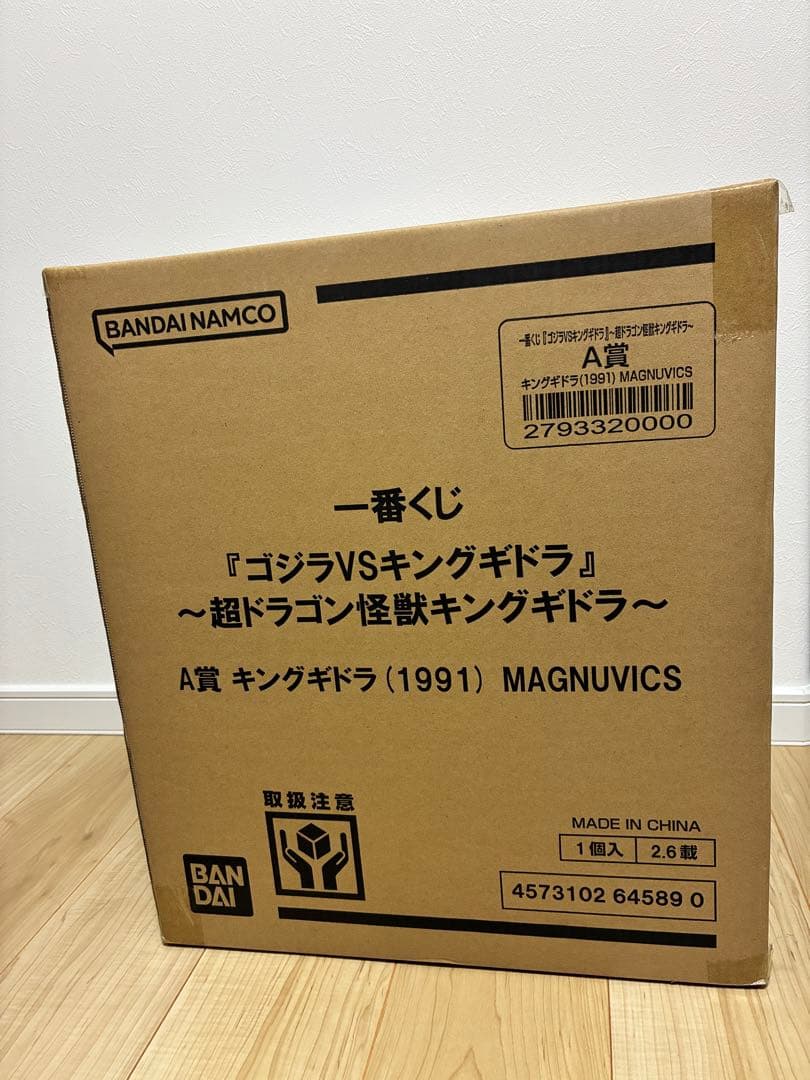 BANDAI NAMCO
一番くじ『ゴジラVSキングギドラ』～超ドラゴン怪獣キングギドラ～
A賞
キングギドラ(1991) MAGNUVICS
2793320000
一番くじ
『ゴジラVSキングギドラ』
～超ドラゴン怪獣キングギドラ～
A賞 キングギドラ(1991) MAGNUVICS
取扱注意
BAN
DAI
MADE IN CHINA
1個入 2.6載
4573102 64589 0